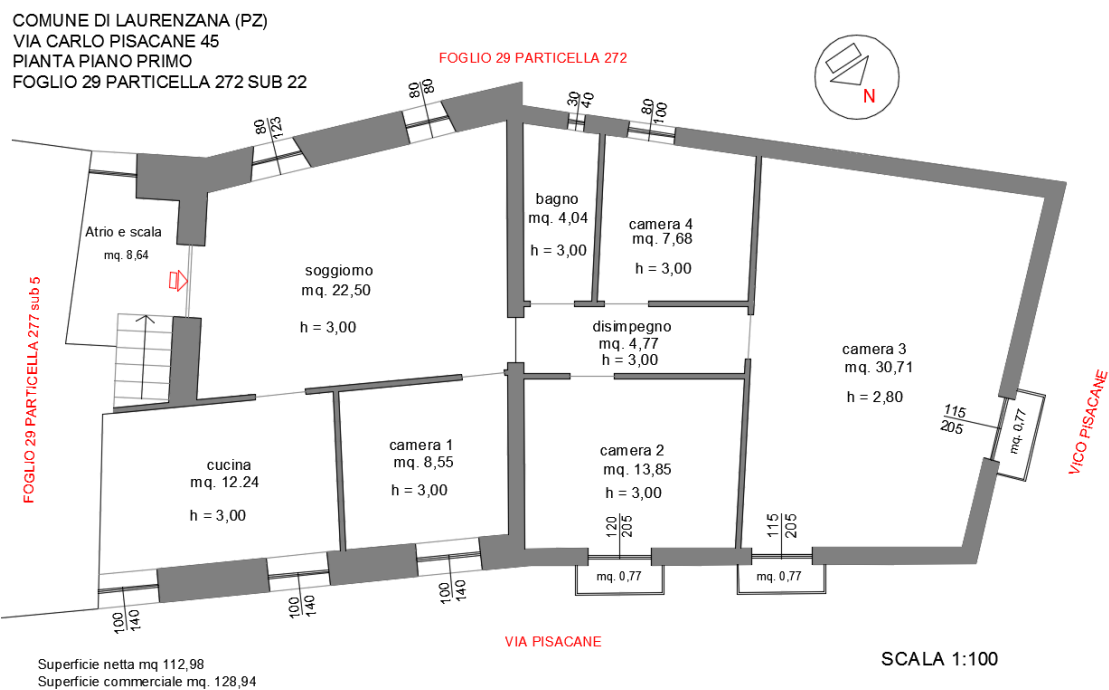 COMUNE DI LAURENZANA (PZ)
VIA CARLO PISACANE 45
PIANTA PIANO PRIMO
FOGLIO 29 PARTICELLA 272 SUB 22
FOGLIO 29 PARTICELLA 272
N
80
123
80
80
30
40
80
100
Atrio e scala
mq. 8,64
soggiorno
mq. 22,50
h = 3,00
bagno
mq. 4,04
h = 3,00
camera 4
mq. 7,68
h = 3,00
disimpegno
mq. 4,77
h = 3,00
camera 3
mq. 30,71
h = 2,80
115
205
mq. 0,77
VICO PISACANE
FOGLIO 29 PARTICELLA 277 sub 5
cucina
mq. 12.24
h = 3,00
camera 1
mq. 8,55
h = 3,00
camera 2
mq. 13,85
h = 3,00
120
205
115
205
mq. 0,77
mq. 0,77
100
140
100
140
100
140
VIA PISACANE
SCALA 1:100
Superficie netta mq 112,98
Superficie commerciale mq. 128,94